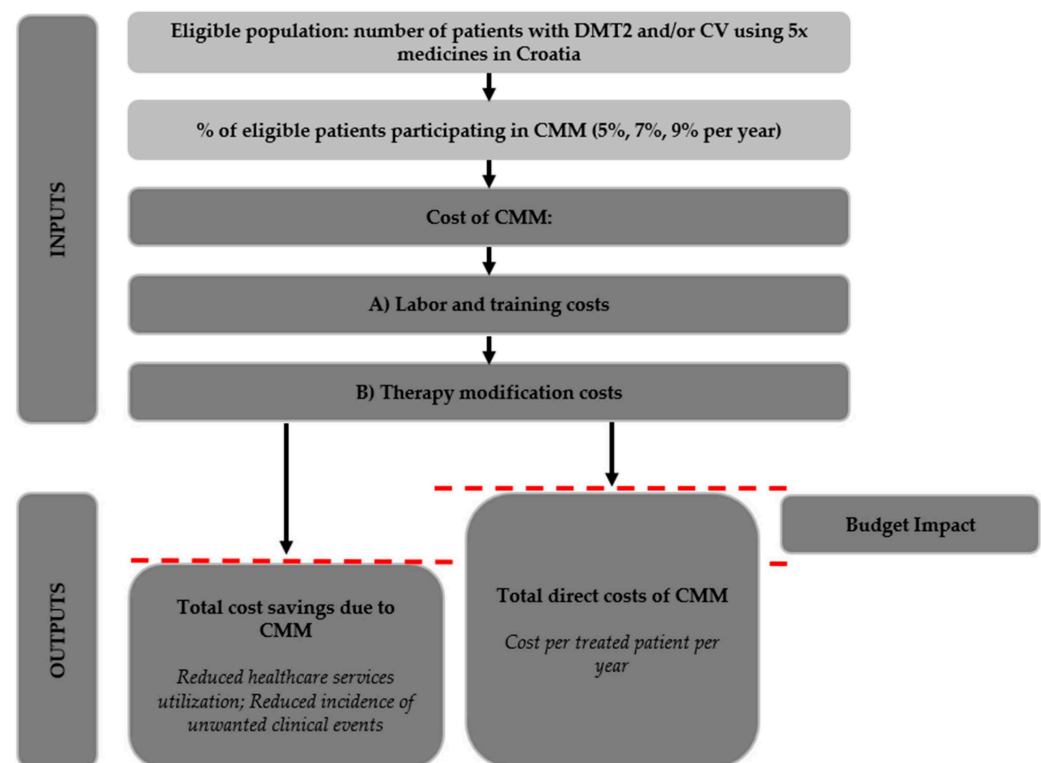 INPUTS
Eligible population: number of patients with DMT2 and/or CV using 5x
medicines in Croatia
% of eligible patients participating in CMM (5%, 7%, 9% per year)
Cost of CMM:
A) Labor and training costs
B) Therapy modification costs
OUTPUTS
Total cost savings due to
CMM
Reduced healthcare services
utilization; Reduced incidence of
unwanted clinical events
Total direct costs of CMM
Cost per treated patient per
year
Budget Impact